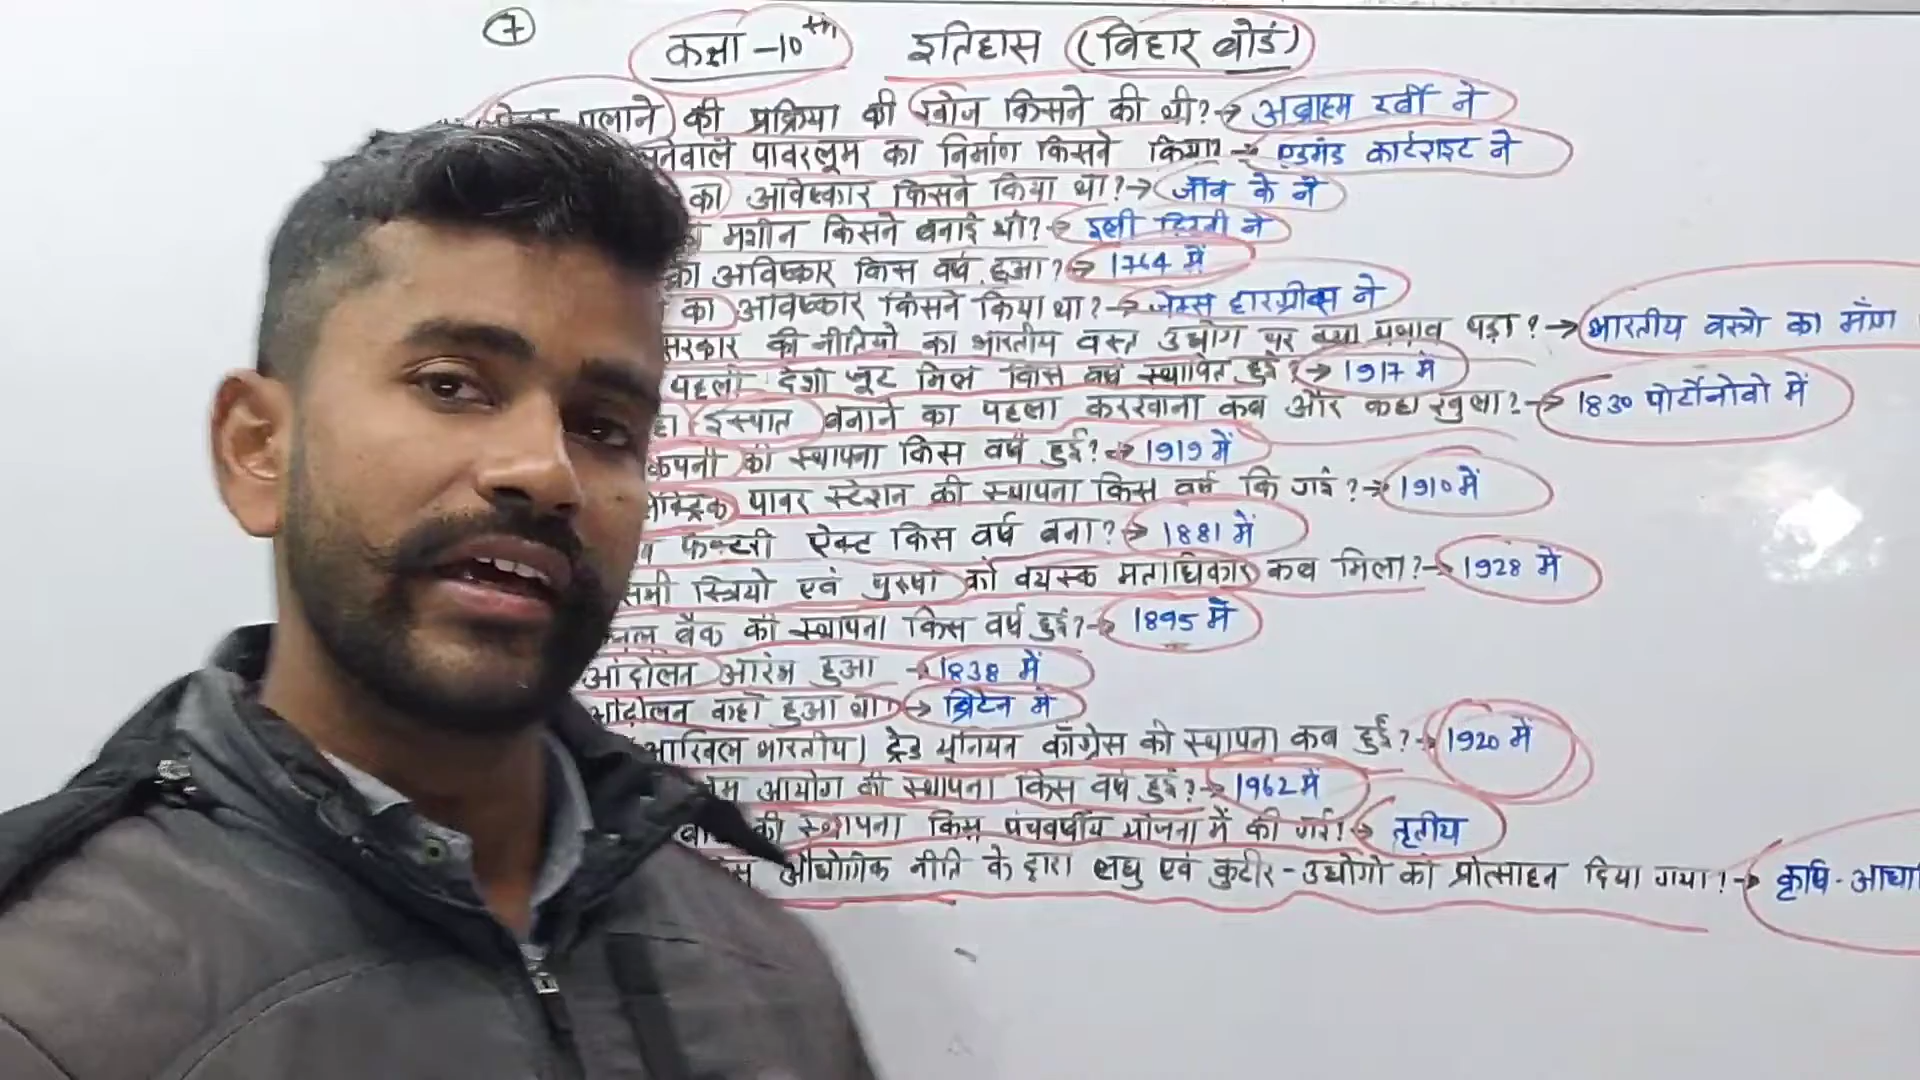 7 कक्षा -10th इतिहास (बिहार बोर्ड)
गलाने की प्रक्रिया की खोज किसने की थी?→ अब्राहम डर्बी ने
पावरलूम का निर्माण किसने किया?→ एडमंड कार्टराइट ने
का आविष्कार किसने किया था?→ जॉन के ने
मशीन किसने बनाई थी?→ इली ह्विटनी ने
का आविष्कार किस वर्ष हुआ?→ 1764 में
का आविष्कार किसने किया था?→ जेम्स हारग्रीव्स ने
सरकार की नीतियों का भारतीय वस्त्र उद्योग पर क्या प्रभाव पड़ा?→ भारतीय वस्त्रो का माँग
पहली देशी जूट मिल किस वर्ष स्थापित हुई?→ 1917 में
इस्पात बनाने का पहला कारखाना कब और कहा खुला?→ 1830 पोर्टोनोवो में
कंपनी की स्थापना किस वर्ष हुई?→ 1919 में
पावर स्टेशन की स्थापना किस वर्ष कि गई?→ 1910 में
फैक्टरी ऐक्ट किस वर्ष बना?→ 1881 में
सभी स्त्रियो एवं पुरुषों को वयस्क मताधिकार कब मिला?→ 1928 में
बैंक की स्थापना किस वर्ष हुई?→ 1895 में
आंदोलन आरंभ हुआ → 1838 में
आंदोलन कहाँ हुआ था→ ब्रिटेन में
(आखिल भारतीय) ट्रेड यूनियन काँग्रेस की स्थापना कब हुई?→ 1920 में
आयोग की स्थापना किस वर्ष हुई?→ 1962 में
की स्थापना किस पंचवर्षीय योजना में की गई?→ तृतीय
औद्योगिक नीति के द्वारा लघु एवं कुटीर-उद्योगो को प्रोत्साहन दिया गया?→ कृषि-